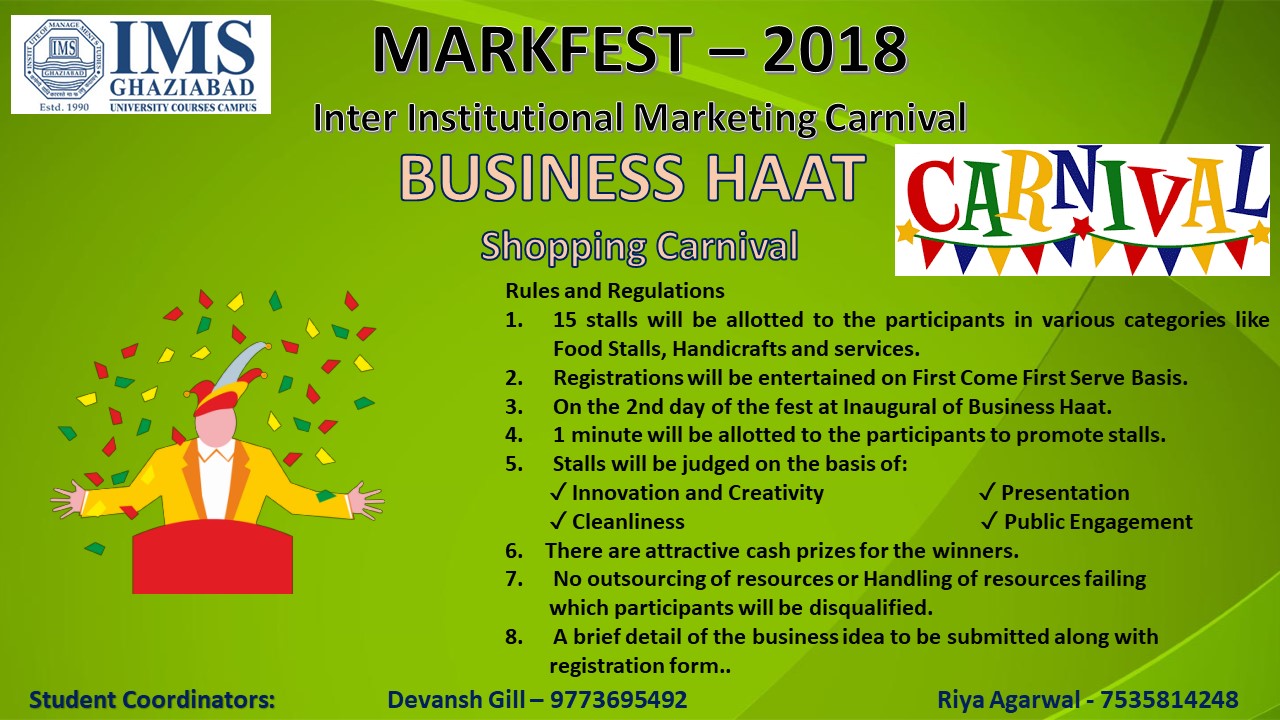 IMS
GHAZIABAD
UNIVERSITY COURSES CAMPUS
INSTITUTE OF MANAGEMENT STUDIES
IMS
GHAZIABAD
Estd. 1990
MARKFEST – 2018
Inter Institutional Marketing Carnival
BUSINESS HAAT
CARNIVAL
Shopping Carnival
Rules and Regulations
1. 15 stalls will be allotted to the participants in various categories like
Food Stalls, Handicrafts and services.
2. Registrations will be entertained on First Come First Serve Basis.
3. On the 2nd day of the fest at Inaugural of Business Haat.
4. 1 minute will be allotted to the participants to promote stalls.
5. Stalls will be judged on the basis of:
✓ Innovation and Creativity ✓ Presentation
✓ Cleanliness ✓ Public Engagement
6. There are attractive cash prizes for the winners.
7. No outsourcing of resources or Handling of resources failing
which participants will be disqualified.
8. A brief detail of the business idea to be submitted along with
registration form..
Student Coordinators: Devansh Gill – 9773695492 Riya Agarwal - 7535814248